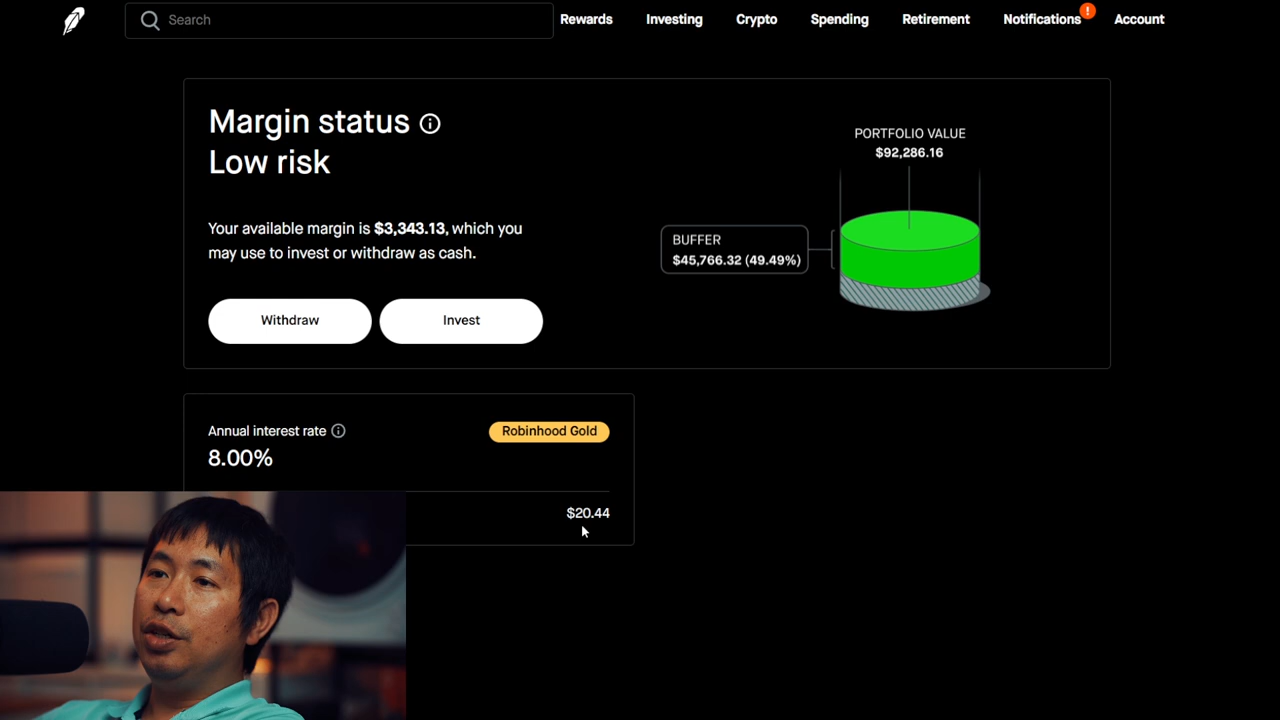 Search
Rewards
Investing
Crypto
Spending
Retirement
Notifications
!
Account
Margin status
Low risk
Your available margin is $3,343.13, which you
may use to invest or withdraw as cash.
Withdraw
Invest
PORTFOLIO VALUE
$92,286.16
BUFFER
$45,766.32 (49.49%)
Annual interest rate
Robinhood Gold
8.00%
$20.44